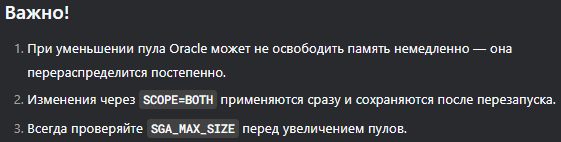 Важно!
1. При уменьшении пула Oracle может не освободить память немедленно — она
перераспределится постепенно.
2. Изменения через SCOPE=BOTH применяются сразу и сохраняются после перезапуска.
3. Всегда проверяйте SGA_MAX_SIZE перед увеличением пулов.